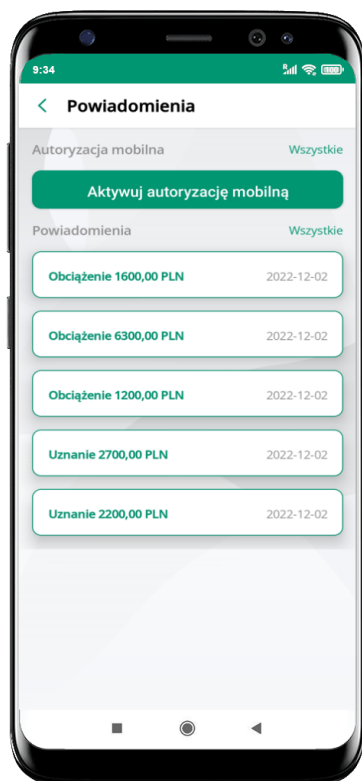 9:34
Powiadomienia
Autoryzacja mobilna Wszystkie
Aktywuj autoryzację mobilną
Powiadomienia Wszystkie
Obciążenie 1600,00 PLN 2022-12-02
Obciążenie 6300,00 PLN 2022-12-02
Obciążenie 1200,00 PLN 2022-12-02
Uznanie 2700,00 PLN 2022-12-02
Uznanie 2200,00 PLN 2022-12-02